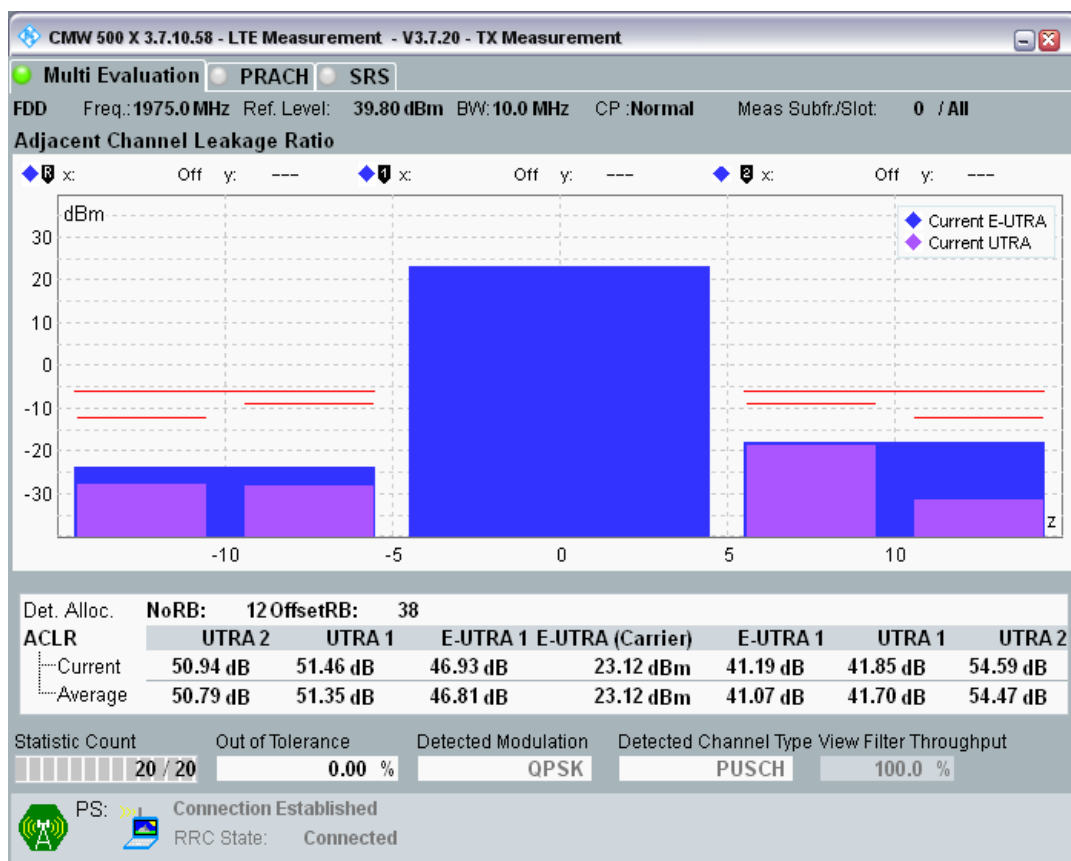 CMW 500 X 3.7.10.58 - LTE Measurement - V3.7.20 - TX Measurement
Multi Evaluation PRACH SRS
FDD Freq.: 1975.0 MHz Ref. Level: 39.80 dBm BW: 10.0 MHz CP :Normal Meas Subfr./Slot: 0 / All
Adjacent Channel Leakage Ratio
R x: Off y: --- 1 x: Off y: --- 2 x: Off y: ---
dBm
Current E-UTRA
Current UTRA
30
20
10
0
-10
-20
-30
z
-10 -5 0 5 10
Det. Alloc. NoRB: 12 OffsetRB: 38
ACLR UTRA 2 UTRA 1 E-UTRA 1 E-UTRA (Carrier) E-UTRA 1 UTRA 1 UTRA 2
Current 50.94 dB 51.46 dB 46.93 dB 23.12 dBm 41.19 dB 41.85 dB 54.59 dB
Average 50.79 dB 51.35 dB 46.81 dB 23.12 dBm 41.07 dB 41.70 dB 54.47 dB
Statistic Count Out of Tolerance Detected Modulation Detected Channel Type View Filter Throughput
20 / 20 0.00 % QPSK PUSCH 100.0 %
PS: Connection Established
RRC State: Connected